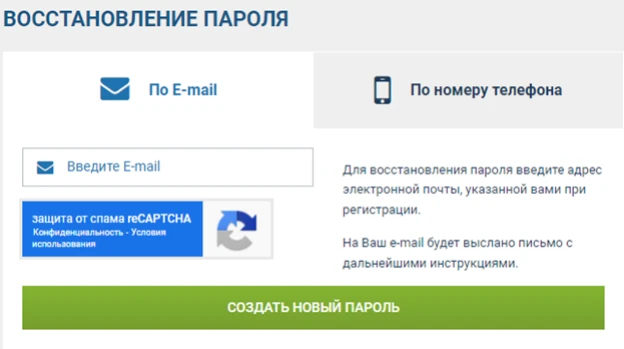 ВОССТАНОВЛЕНИЕ ПАРОЛЯ
По E-mail
По номеру телефона
Введите E-mail
защита от спама reCAPTCHA
Конфиденциальность - Условия
использования
Для восстановления пароля введите адрес
электронной почты, указанной вами при
регистрации.
На Ваш e-mail будет выслано письмо с
дальнейшими инструкциями.
СОЗДАТЬ НОВЫЙ ПАРОЛЬ